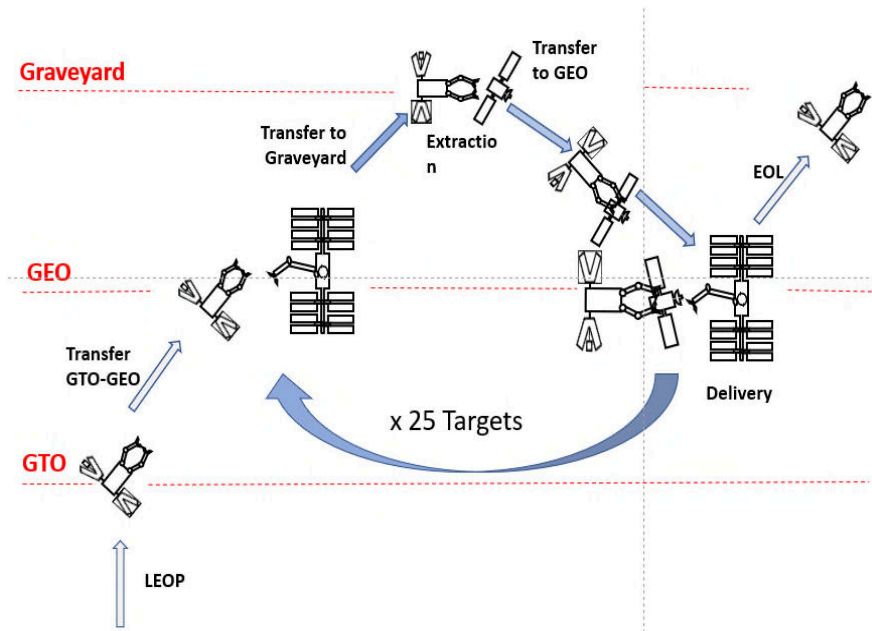 Graveyard
Transfer
to GEO
Transfer to
Graveyard
Extractio
n
EOL
GEO
Transfer
GTO-GEO
Delivery
x 25 Targets
GTO
LEOP